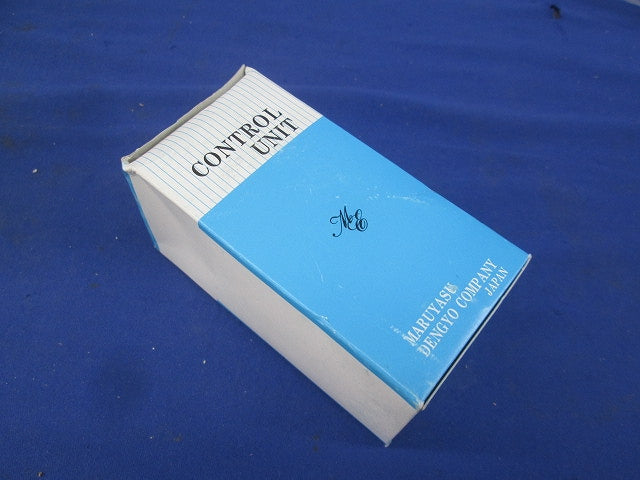 CONTROL
UNIT
ME
MARUYASU
DENGYO COMPANY
JAPAN